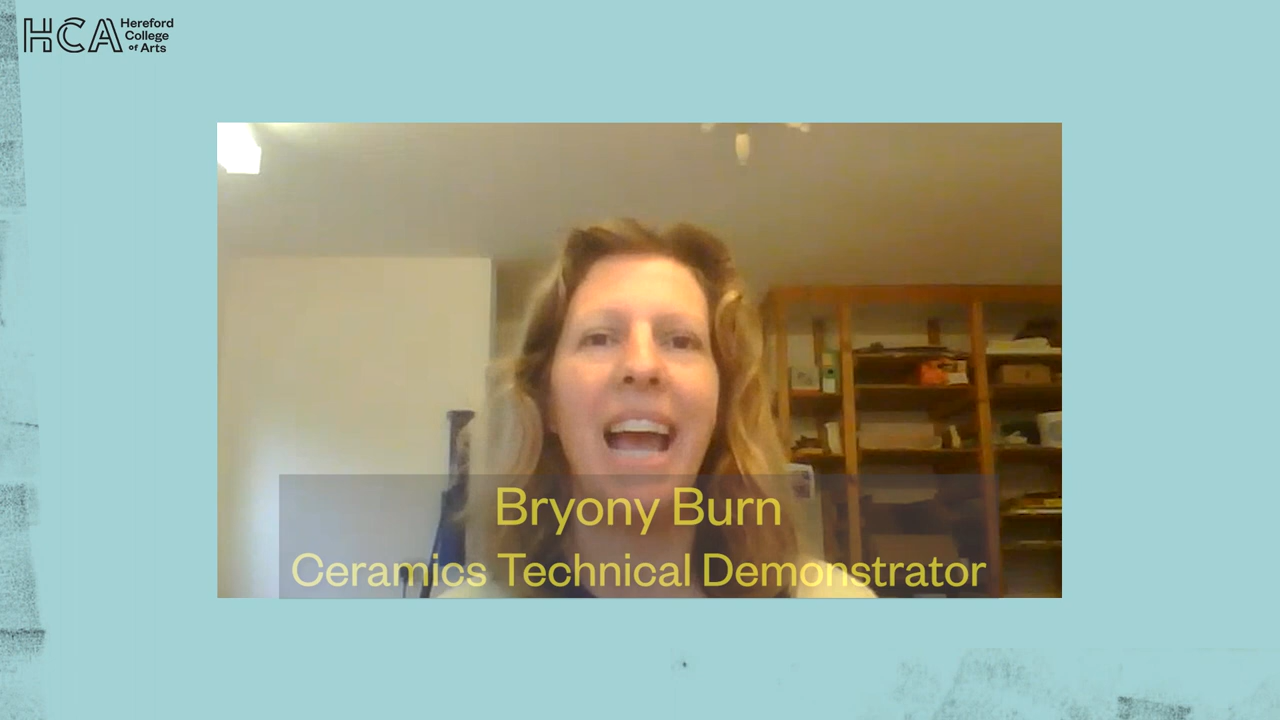 HCA
Hereford
College
of Arts
Bryony Burn
Ceramics Technical Demonstrator